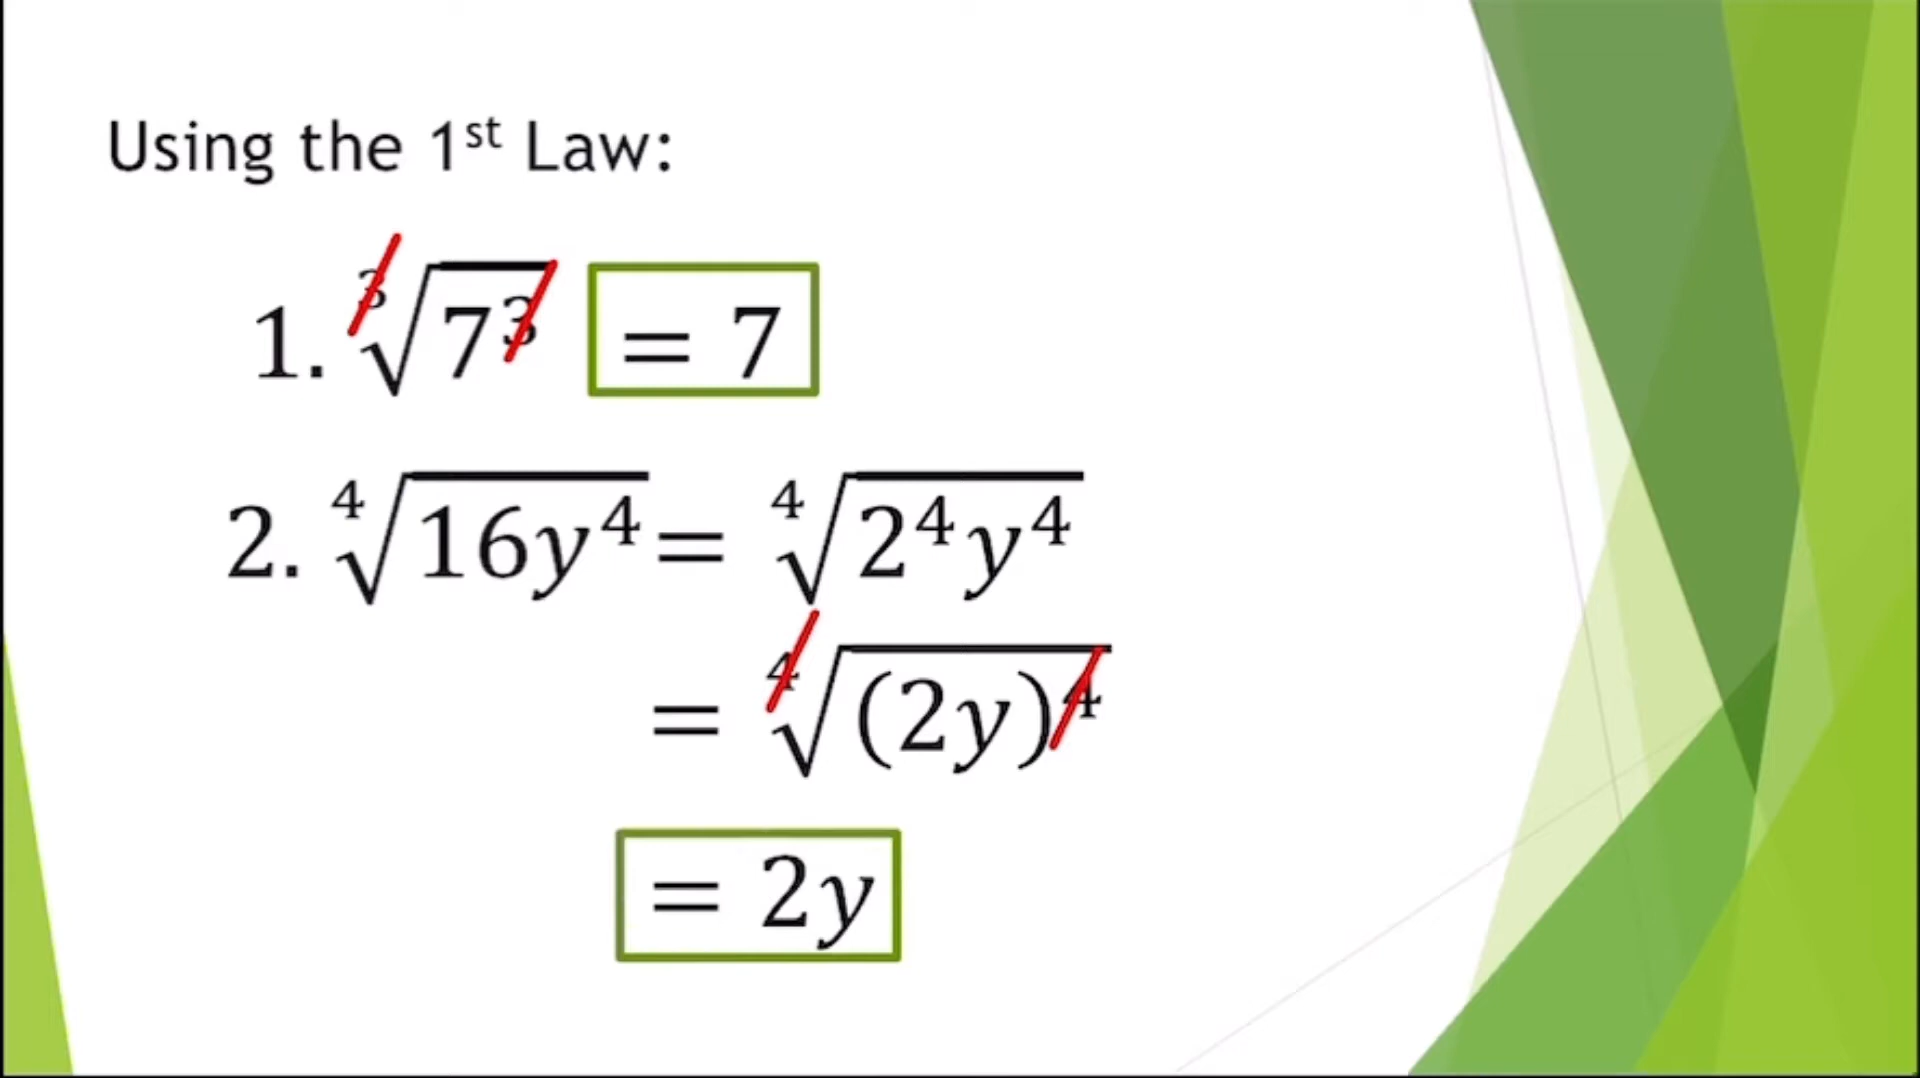 Using the 1st Law:
1. ∛7³ = 7
2. ∜16y⁴ = ∜2⁴y⁴
= ∜(2y)⁴
= 2y